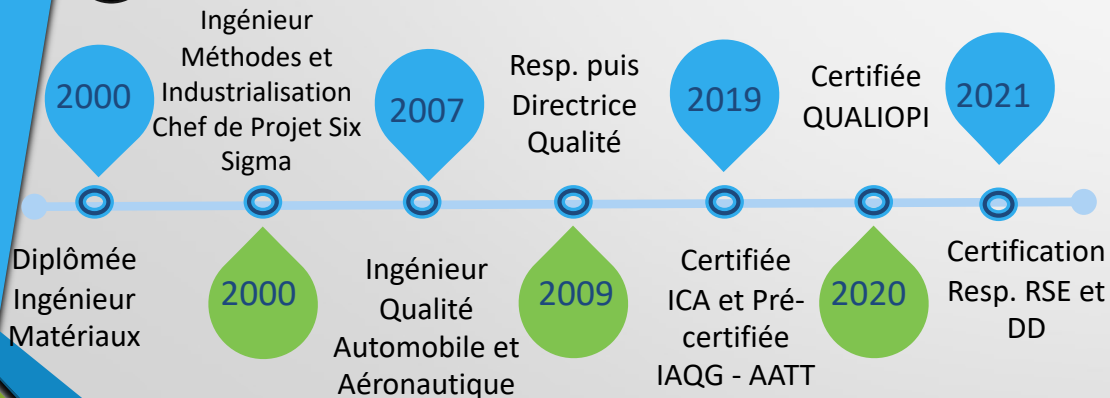 2000
Diplômée
Ingénieur
Matériaux
Ingénieur
Méthodes et
Industrialisation
Chef de Projet Six
Sigma
2000
2007
Ingénieur
Qualité
Automobile et
Aéronautique
Resp. puis
Directrice
Qualité
2009
2019
Certifiée
ICA et Pré-
certifiée
IAQG - AATT
Certifiée
QUALIOPI
2020
2021
Certification
Resp. RSE et
DD